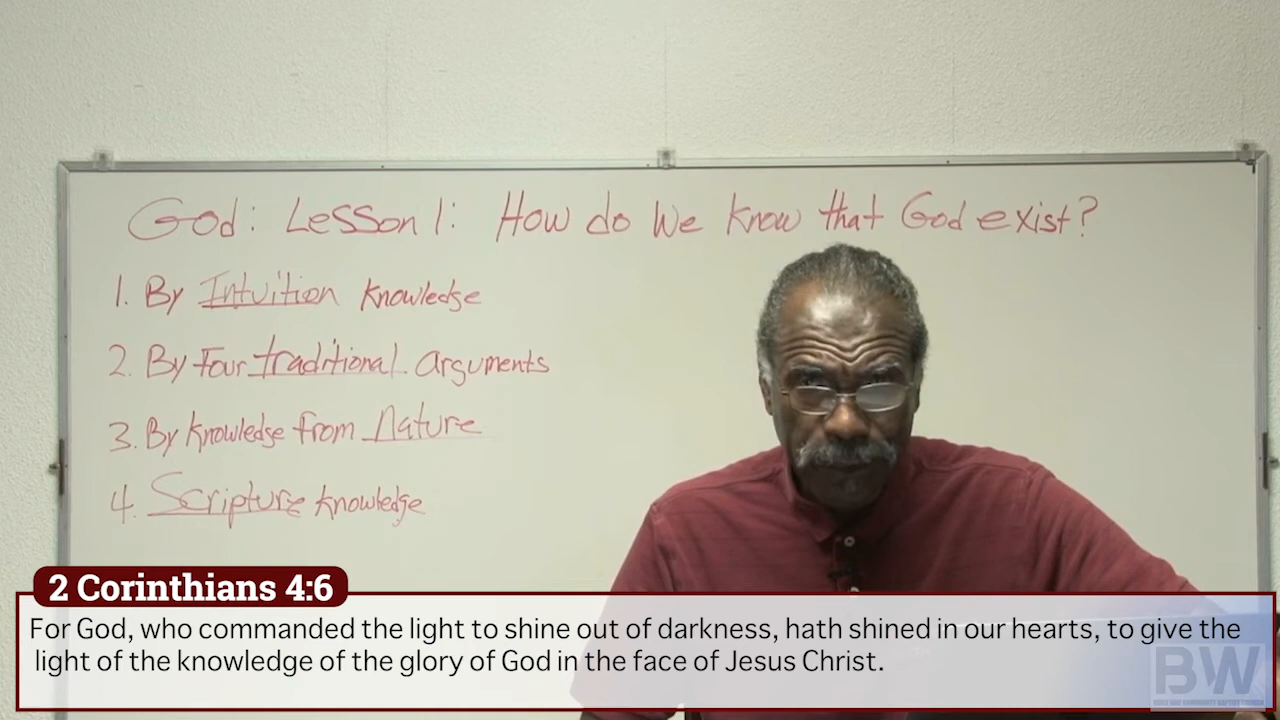 God: Lesson 1: How do We Know that God exist?
1. By Intuition Knowledge
2. By Four traditional Arguments
3. By Knowledge from Nature
4. Scripture Knowledge
2 Corinthians 4:6
For God, who commanded the light to shine out of darkness, hath shined in our hearts, to give the
light of the knowledge of the glory of God in the face of Jesus Christ.
BW